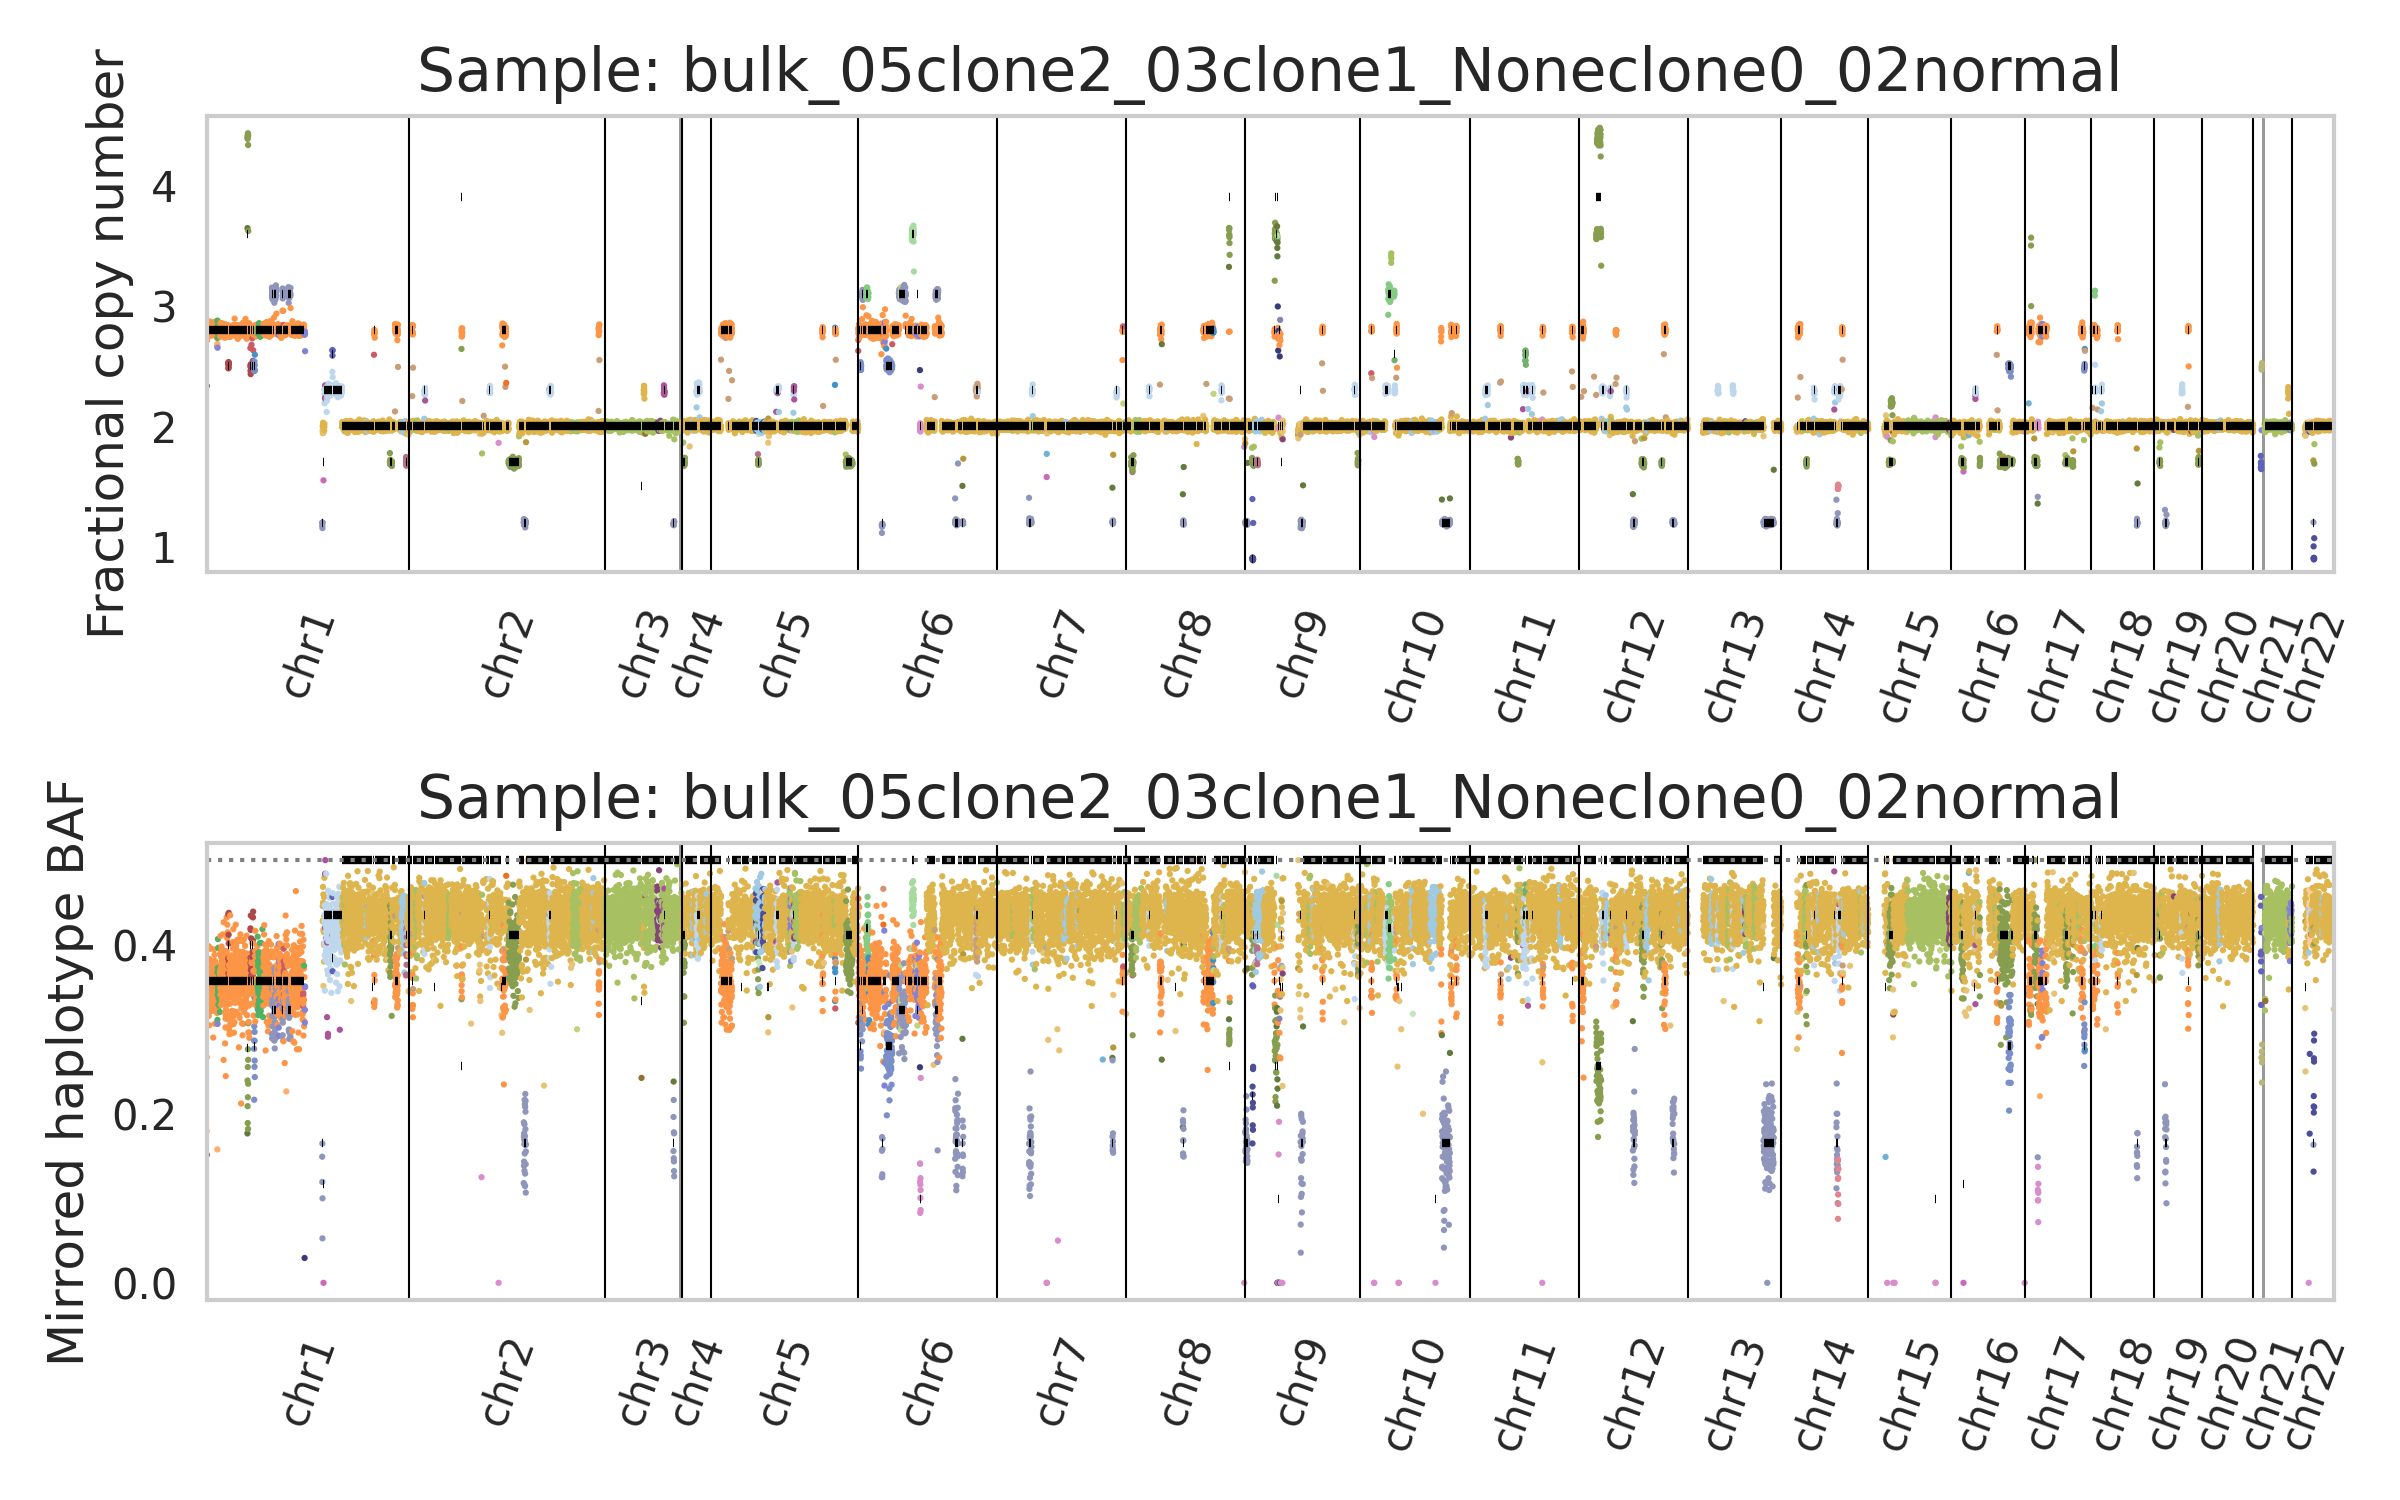 Sample: bulk_05clone2_03clone1_Noneclone0_02normal
Fractional copy number
4
3
2
1
chr1 chr2 chr3 chr4 chr5 chr6 chr7 chr8 chr9 chr10 chr11 chr12 chr13 chr14 chr15 chr16 chr17 chr18 chr19 chr20 chr21 chr22
Sample: bulk_05clone2_03clone1_Noneclone0_02normal
Mirrored haplotype BAF
0.4
0.2
0.0
chr1 chr2 chr3 chr4 chr5 chr6 chr7 chr8 chr9 chr10 chr11 chr12 chr13 chr14 chr15 chr16 chr17 chr18 chr19 chr20 chr21 chr22